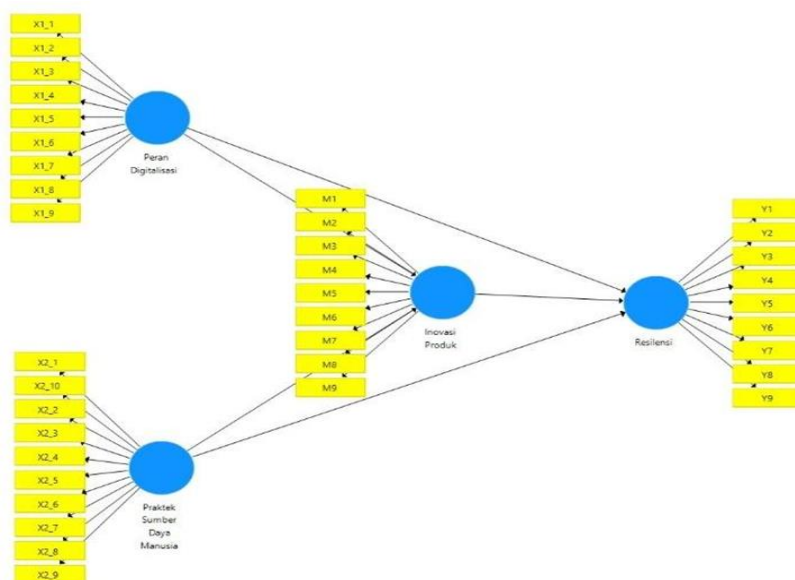 X1_1
X1_2
X1_3
X1_4
X1_5
X1_6
X1_7
X1_8
X1_9
Peran
Digitalisasi
M1
M2
M3
M4
M5
M6
M7
M8
M9
Inovasi
Produk
Y1
Y2
Y3
Y4
Y5
Y6
Y7
Y8
Y9
Resilensi
X2_1
X2_10
X2_2
X2_3
X2_4
X2_5
X2_6
X2_7
X2_8
X2_9
Praktek
Sumber
Daya
Manusia